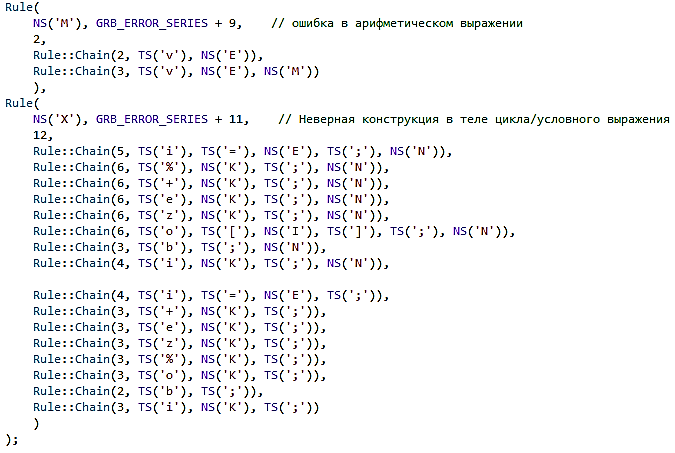 Rule(
    NS('M'), GRB_ERROR_SERIES + 9,    // ошибка в арифметическом выражении
    2,
    Rule::Chain(2, TS('v'), NS('E')),
    Rule::Chain(3, TS('v'), NS('E'), NS('M'))
    ),
Rule(
    NS('X'), GRB_ERROR_SERIES + 11,    // Неверная конструкция в теле цикла/условного выражения
    12,
    Rule::Chain(5, TS('i'), TS('='), NS('E'), TS(';'), NS('N')),
    Rule::Chain(6, TS('%'), NS('K'), TS(';'), NS('N')),
    Rule::Chain(6, TS('+'), NS('K'), TS(';'), NS('N')),
    Rule::Chain(6, TS('e'), NS('K'), TS(';'), NS('N')),
    Rule::Chain(6, TS('z'), NS('K'), TS(';'), NS('N')),
    Rule::Chain(6, TS('o'), TS('['), NS('I'), TS(']'), TS(';'), NS('N')),
    Rule::Chain(3, TS('b'), TS(';'), NS('N')),
    Rule::Chain(4, TS('i'), NS('K'), TS(';'), NS('N')),

    Rule::Chain(4, TS('i'), TS('='), NS('E'), TS(';')),
    Rule::Chain(3, TS('+'), NS('K'), TS(';')),
    Rule::Chain(3, TS('e'), NS('K'), TS(';')),
    Rule::Chain(3, TS('z'), NS('K'), TS(';')),
    Rule::Chain(3, TS('%'), NS('K'), TS(';')),
    Rule::Chain(3, TS('o'), NS('K'), TS(';')),
    Rule::Chain(2, TS('b'), TS(';')),
    Rule::Chain(3, TS('i'), NS('K'), TS(';'))
    )
);